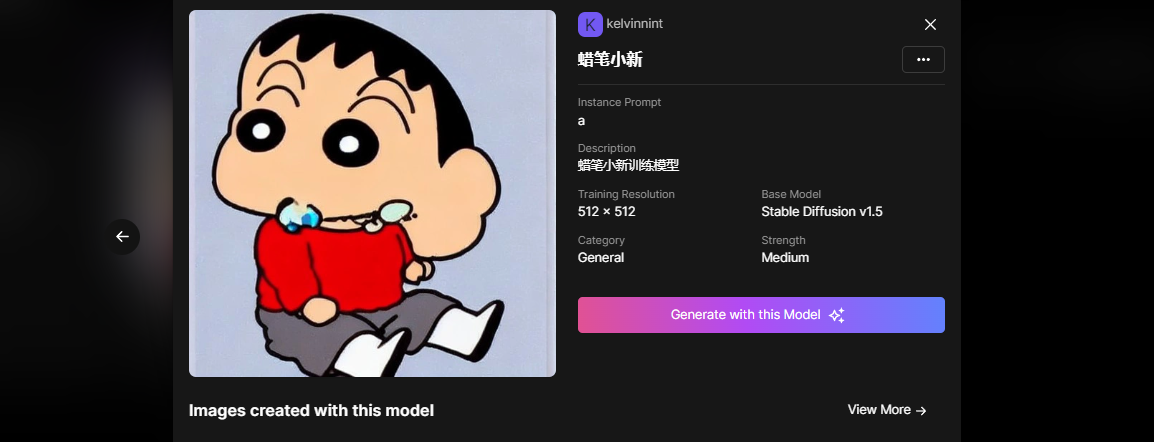 K kelvinnint
蜡笔小新
Instance Prompt
a
Description
蜡笔小新训练模型
Training Resolution
Base Model
512 × 512
Stable Diffusion v1.5
Category
Strength
General
Medium
Generate with this Model
Images created with this model
View More